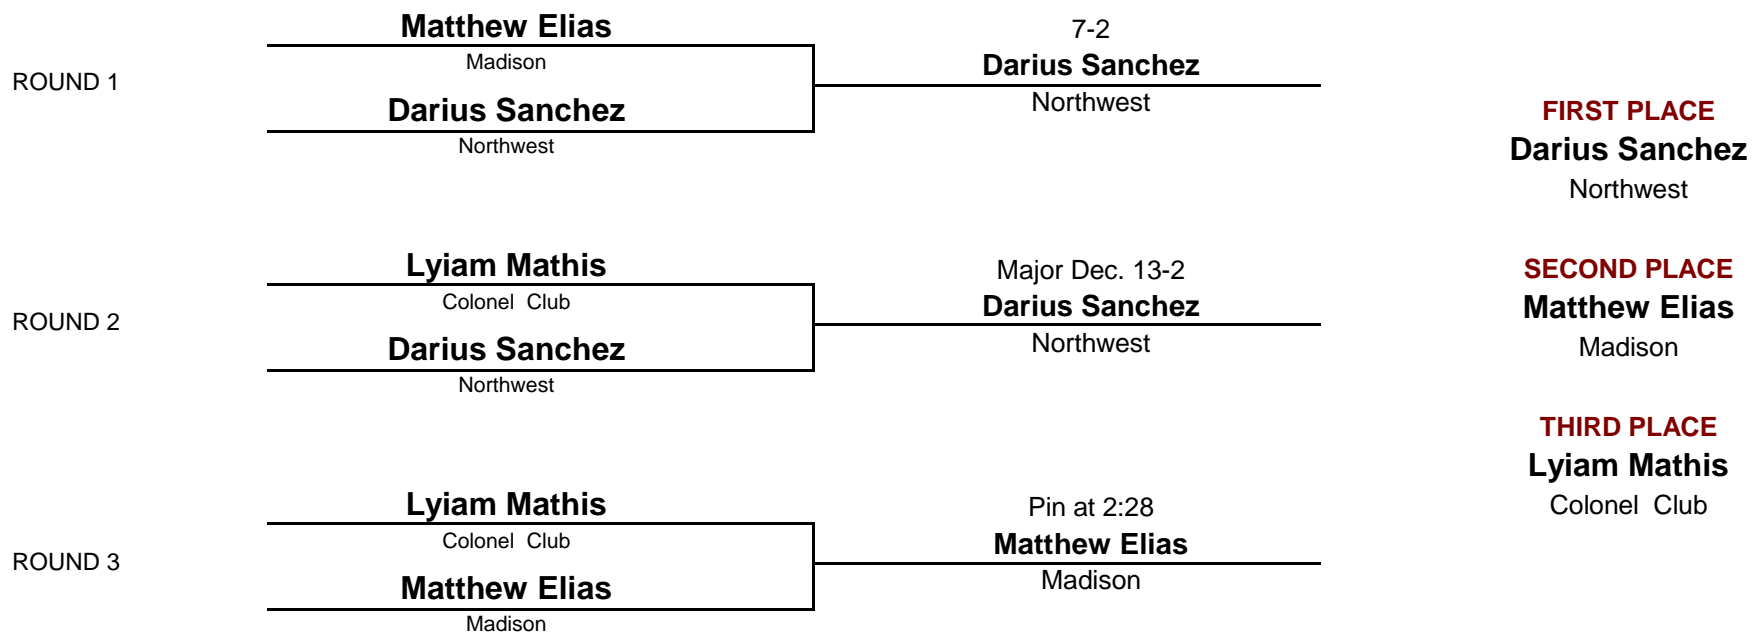 ROUND 1
Matthew Elias
Madison
Darius Sanchez
Northwest
7-2
Darius Sanchez
Northwest
ROUND 2
Lyiam Mathis
Colonel  Club
Darius Sanchez
Northwest
Major Dec. 13-2
Darius Sanchez
Northwest
ROUND 3
Lyiam Mathis
Colonel  Club
Matthew Elias
Madison
Pin at 2:28
Matthew Elias
Madison
FIRST PLACE
Darius Sanchez
Northwest
SECOND PLACE
Matthew Elias
Madison
THIRD PLACE
Lyiam Mathis
Colonel  Club